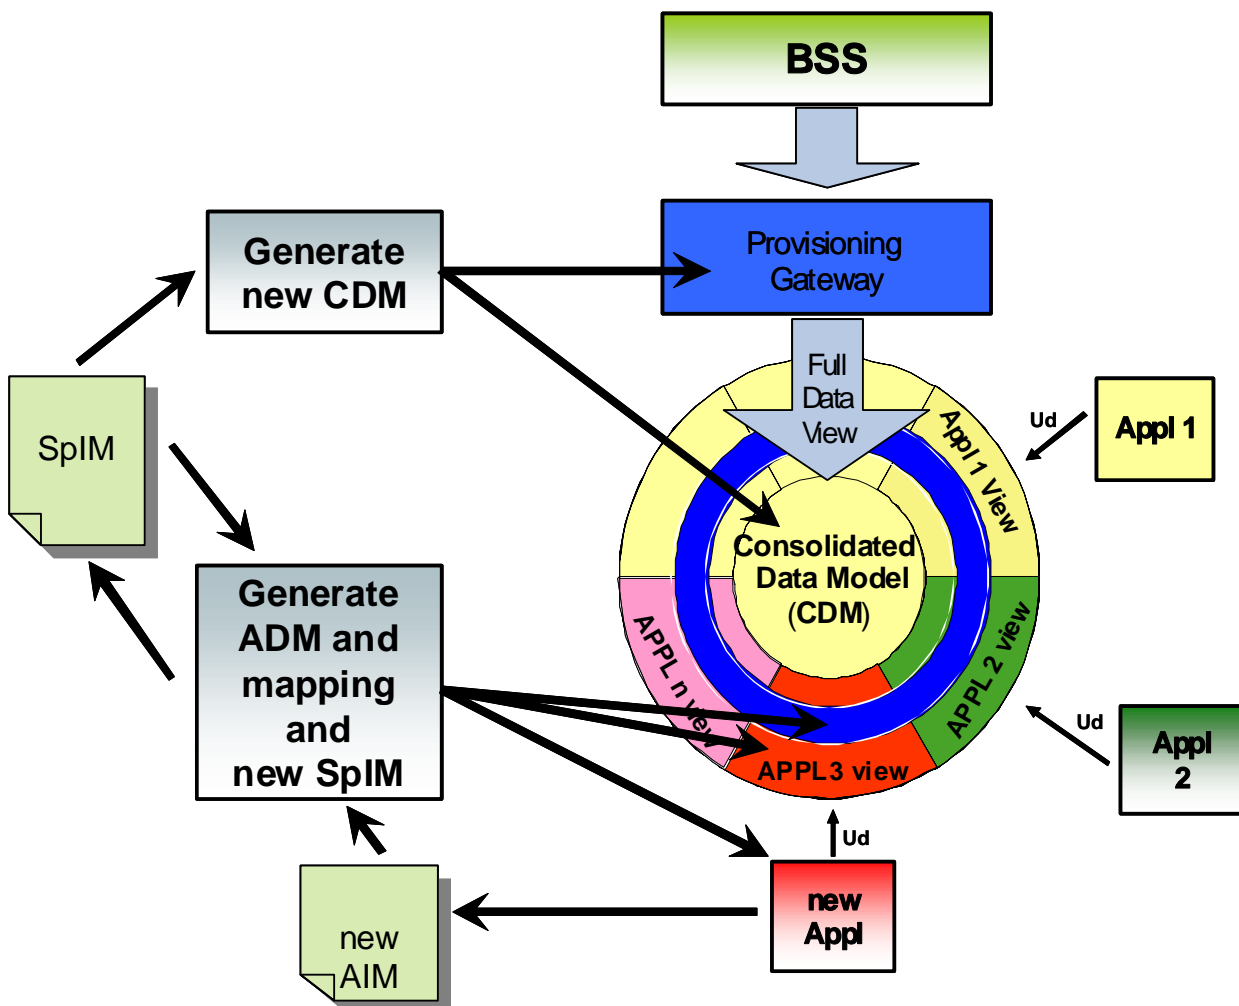 BSS
Provisioning
Gateway
Generate
new CDM
Full
Data
View
SpIM
Appl 1 View
Ud
Appl 1
Consolidated
Data Model
(CDM)
Generate
ADM and
mapping
and
new SpIM
APPL n view
APPL 2 view
APPL3 view
Ud
Appl
2
Ud
new
Appl
new
AIM